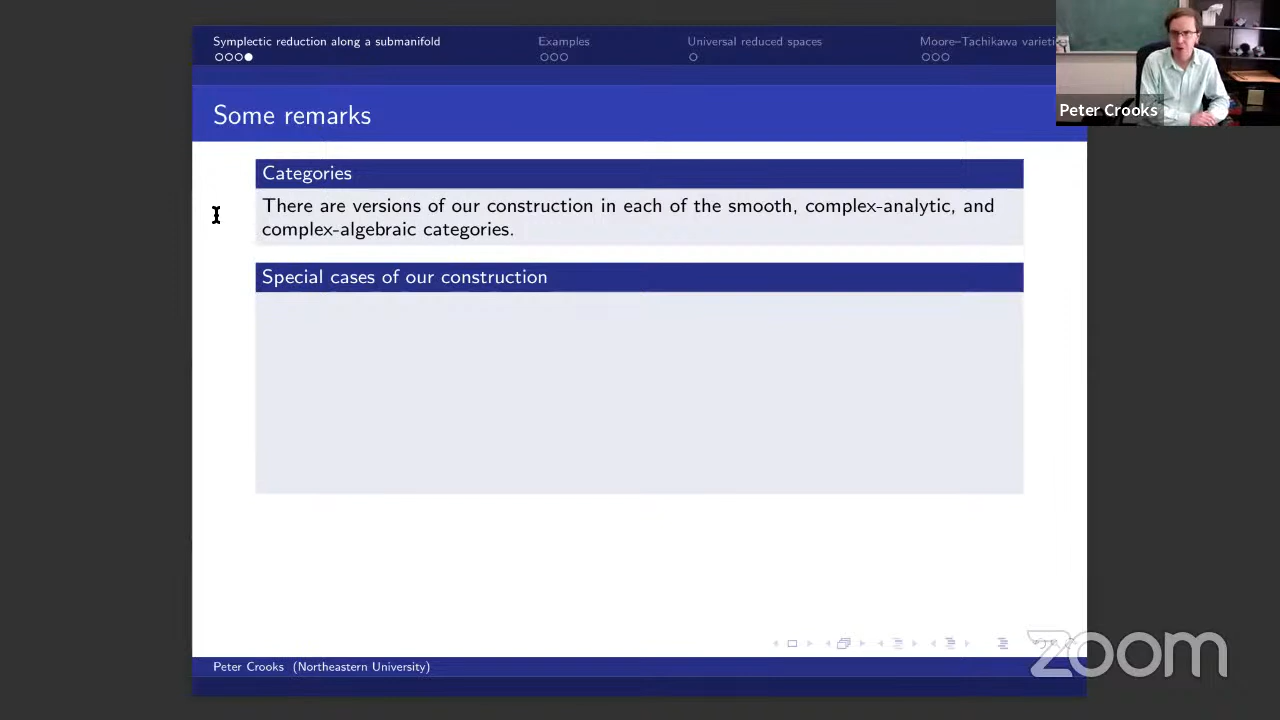 Symplectic reduction along a submanifold
Examples
Universal reduced spaces
Moore–Tachikawa varieti
Peter Crooks
Some remarks
Categories
There are versions of our construction in each of the smooth, complex-analytic, and
complex-algebraic categories.
Special cases of our construction
Peter Crooks (Northeastern University)
zoom